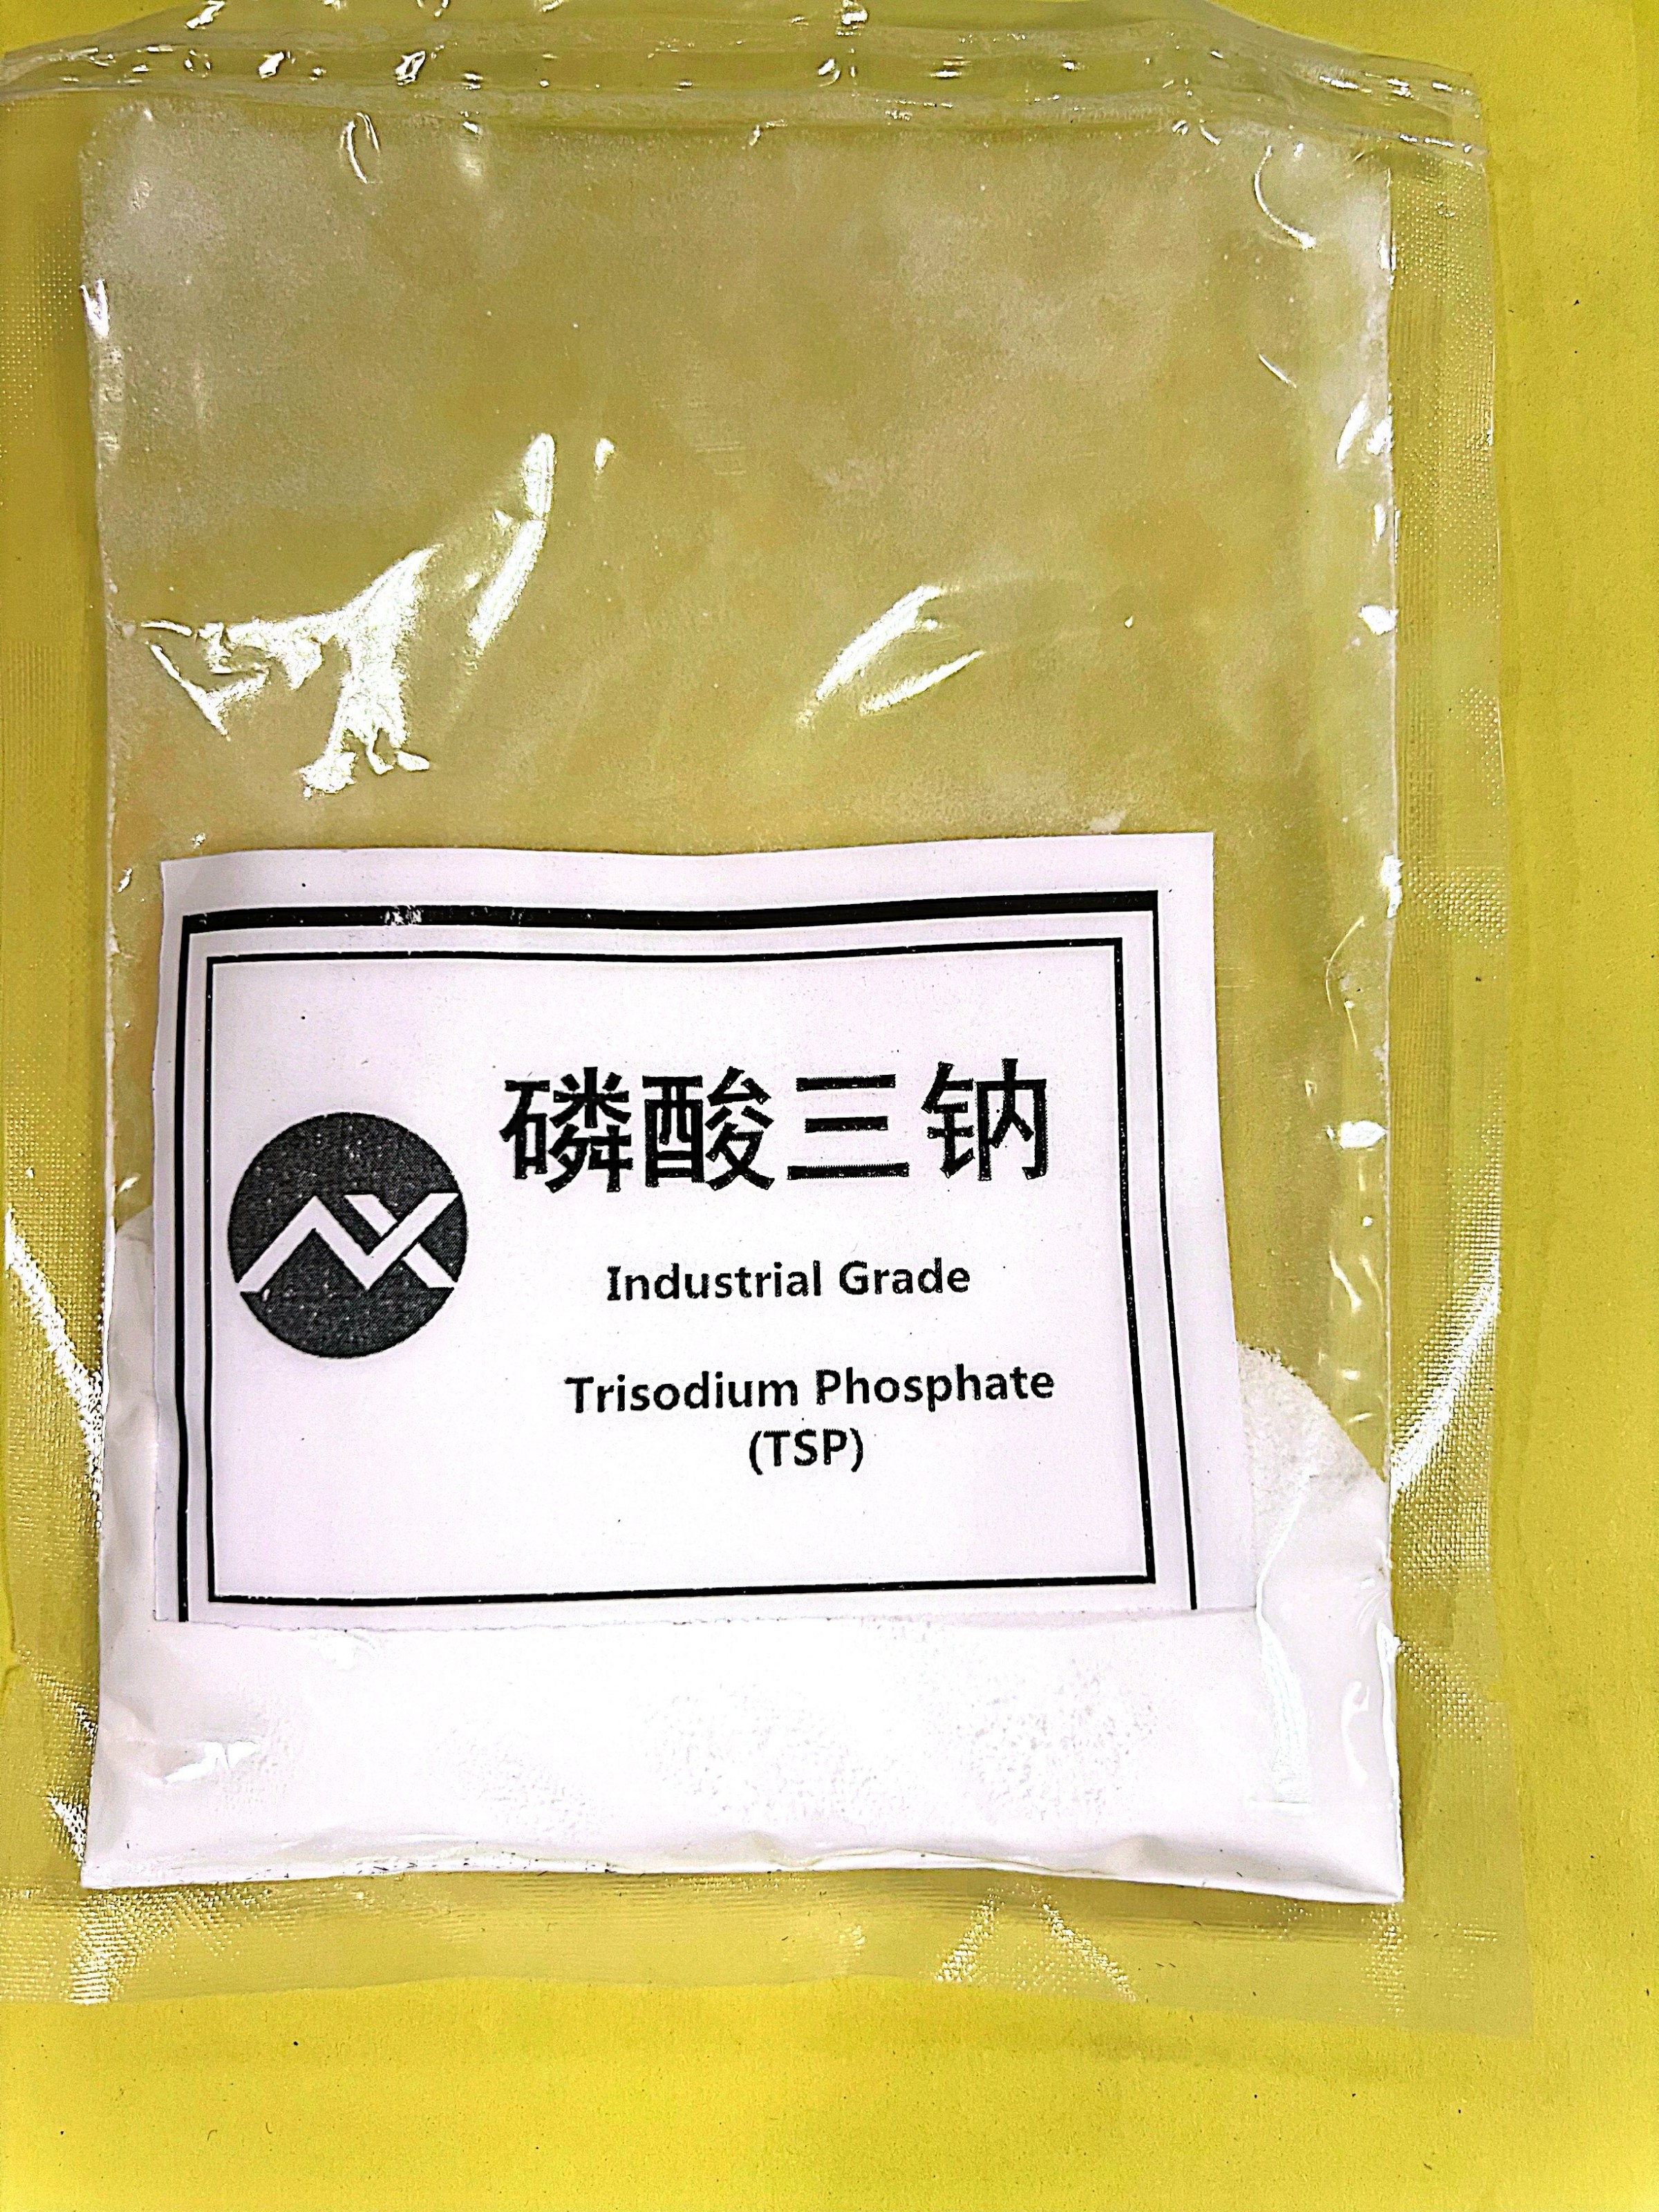 磷酸三钠
Industrial Grade
Trisodium Phosphate
(TSP)